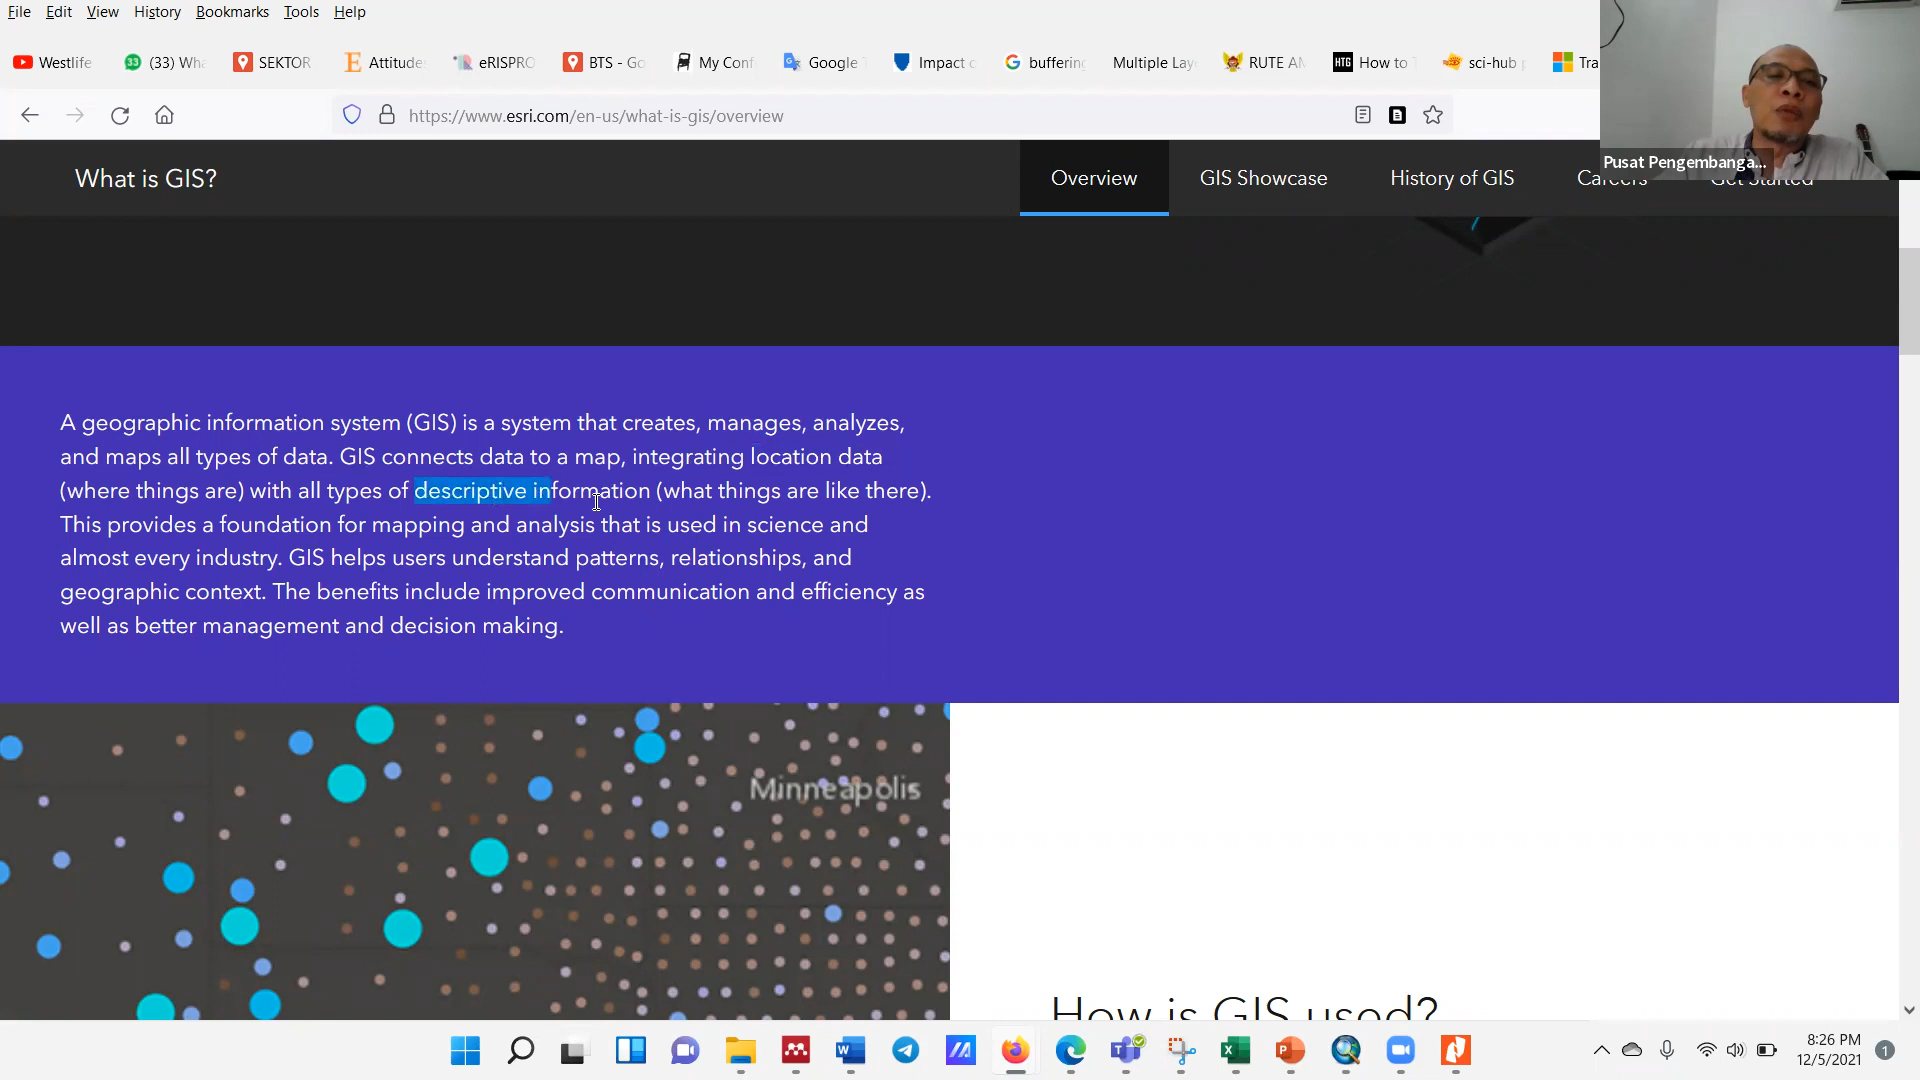 File Edit View History Bookmarks Tools Help
Westlife (33) Wha SEKTOR Attitude eRISPRO BTS - Go My Conf Google T Impact c buffering Multiple Lay RUTE AM How to sci-hub Tra
https://www.esri.com/en-us/what-is-gis/overview
Pusat Pengembanga...
What is GIS? Overview GIS Showcase History of GIS Careers Get Started
A geographic information system (GIS) is a system that creates, manages, analyzes,
and maps all types of data. GIS connects data to a map, integrating location data
(where things are) with all types of descriptive information (what things are like there).
This provides a foundation for mapping and analysis that is used in science and
almost every industry. GIS helps users understand patterns, relationships, and
geographic context. The benefits include improved communication and efficiency as
well as better management and decision making.
Minneapolis
How is GIS used?
8:26 PM
12/5/2021
1